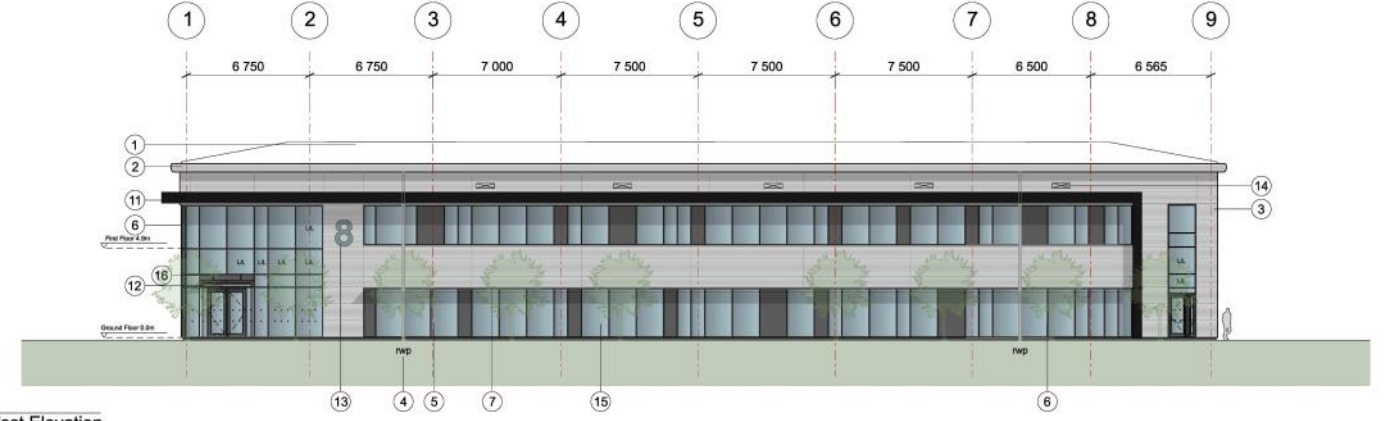 1 2 3 4 5 6 7 8 9
6 750 6 750 7 000 7 500 7 500 7 500 6 500 6 565
1
2
11 14
6 3
8
First Floor 4.9m
U/L
U/L U/L U/L U/L U/L
16
U/L
12
Ground Floor 0.0m
rwp rwp
13 4 5 7 15 6
Elevation